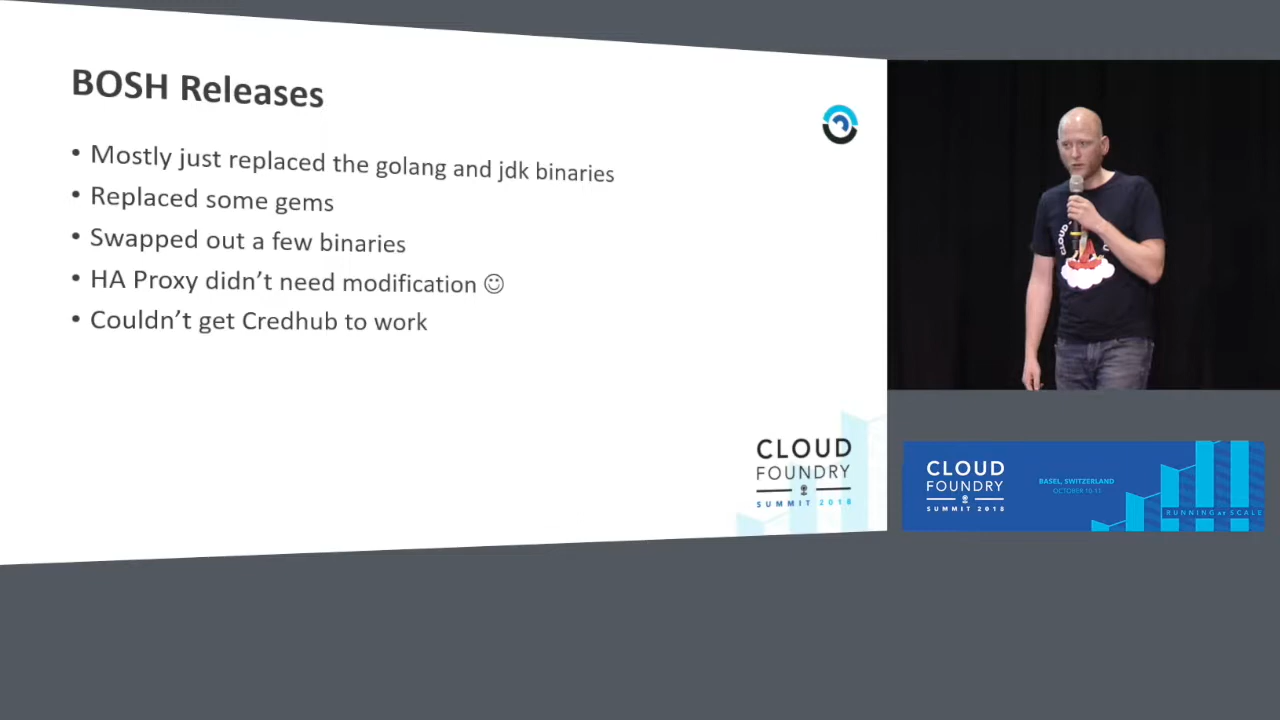 BOSH Releases
• Mostly just replaced the golang and jdk binaries
• Replaced some gems
• Swapped out a few binaries
• HA Proxy didn’t need modification ☺
• Couldn’t get Credhub to work
CLOUD
FOUNDRY
SUMMIT 2018
CLOUD
CLOUD
FOUNDRY
SUMMIT 2018
BASEL, SWITZERLAND
OCTOBER 10-11
RUNNING AT SCALE